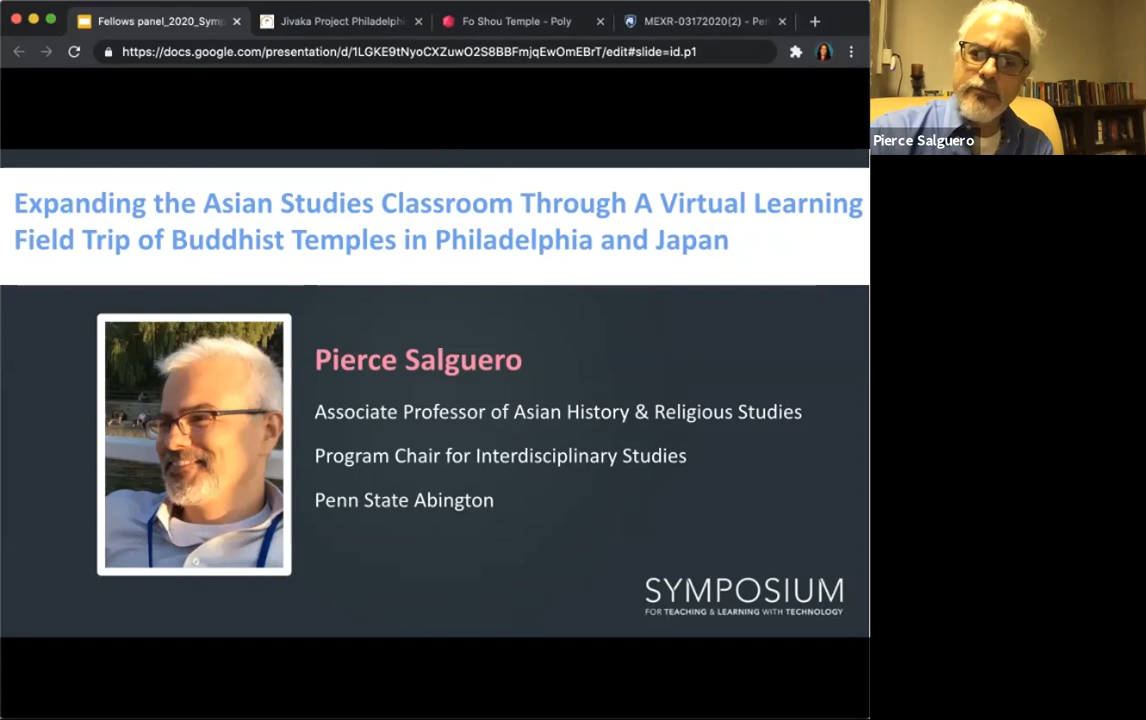 Fellows panel_2020_Symp
Jivaka Project Philadelphi
Fo Shou Temple - Poly
MEXR-03172020(2) - Pen
https://docs.google.com/presentation/d/1LGKE9tNyoCXZuwO2S8BBFmjqEwOmEBrT/edit#slide=id.p1
Pierce Salguero
Expanding the Asian Studies Classroom Through A Virtual Learning
Field Trip of Buddhist Temples in Philadelphia and Japan
Pierce Salguero
Associate Professor of Asian History & Religious Studies
Program Chair for Interdisciplinary Studies
Penn State Abington
SYMPOSIUM
FOR TEACHING & LEARNING WITH TECHNOLOGY